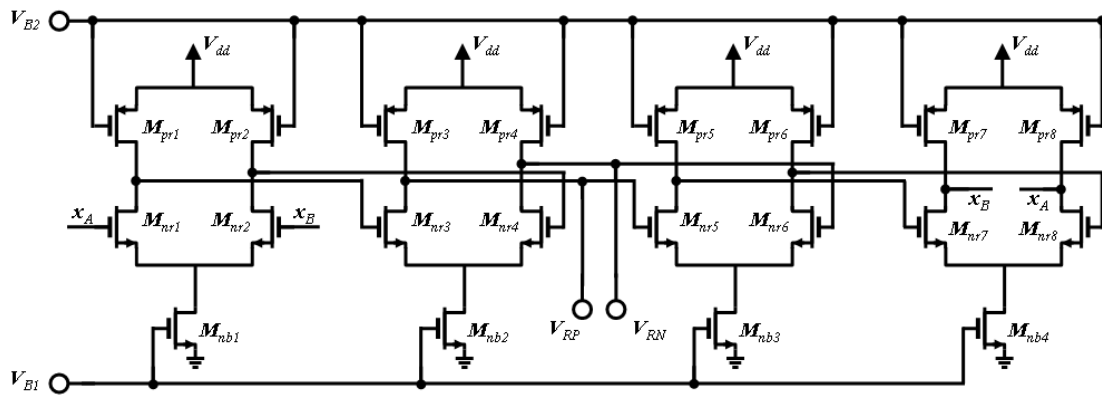 V_B2
V_dd V_dd V_dd V_dd
M_pr1 M_pr2 M_pr3 M_pr4 M_pr5 M_pr6 M_pr7 M_pr8
x_A M_nr1 M_nr2 x_B M_nr3 M_nr4 M_nr5 M_nr6 x_B x_A M_nr7 M_nr8
M_nb1 M_nb2 V_RP V_RN M_nb3 M_nb4
V_B1